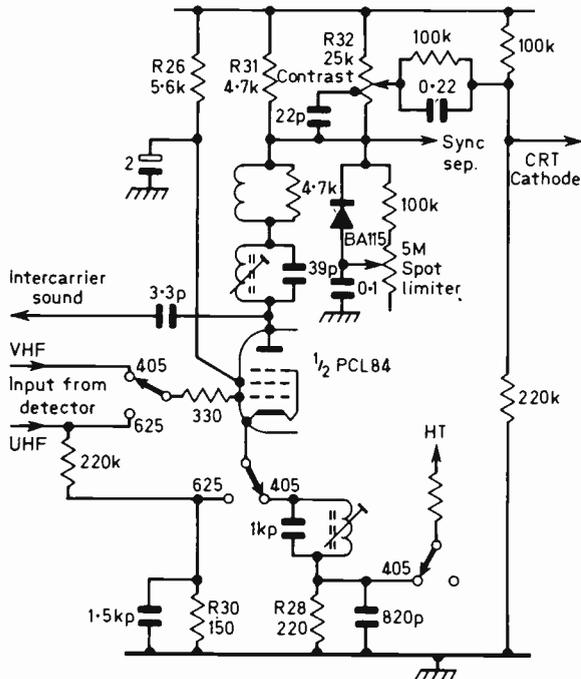 R26
5·6k
R31
4·7k
R32
25k
Contrast
100k
0·22
100k
22p
2
Sync
sep.
CRT
Cathode
4·7k
BA115
100k
5M
Spot
limiter
39p
0·1
Intercarrier
sound
3·3p
½ PCL84
VHF
405
Input from
detector
330
625
UHF
220k
220k
HT
625
405
1kp
405
1·5kp
R30
150
R28
220
820p